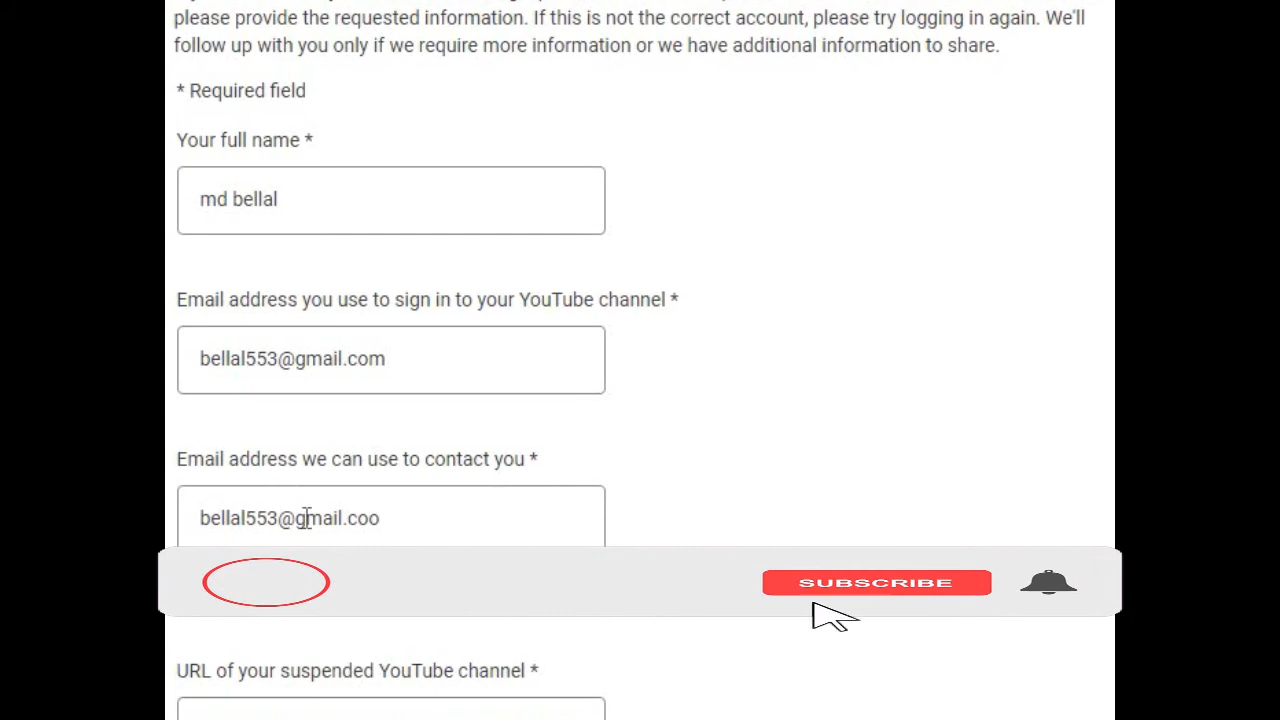 please provide the requested information. If this is not the correct account, please try logging in again. We'll
follow up with you only if we require more information or we have additional information to share.
* Required field
Your full name *
md bellal
Email address you use to sign in to your YouTube channel *
bellal553@gmail.com
Email address we can use to contact you *
bellal553@gmail.coo
SUBSCRIBE
URL of your suspended YouTube channel *